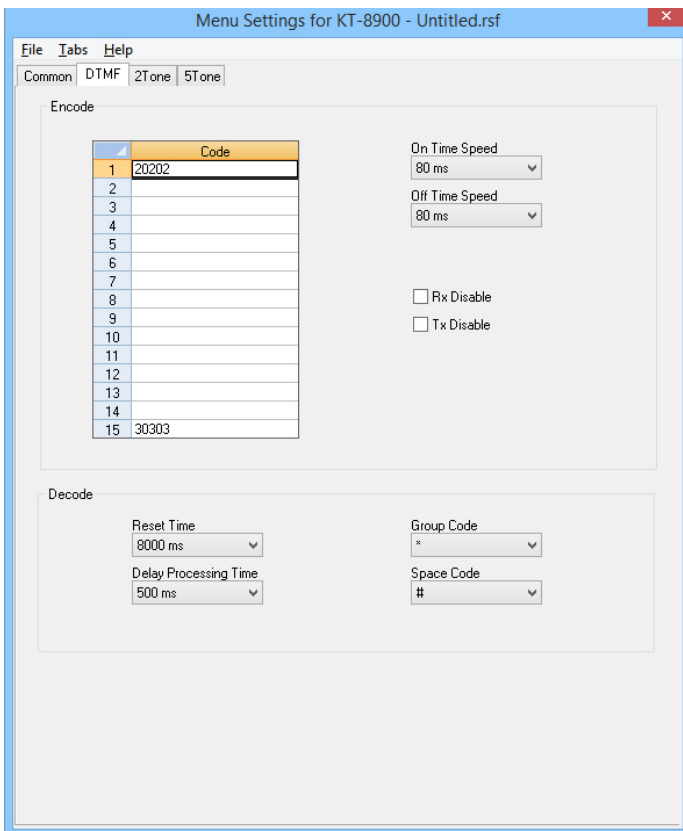 Menu Settings for KT-8900 - Untitled.rsf
×
File Tabs Help
Common DTMF 2Tone 5Tone
Encode
Code
1 20202
2
3
4
5
6
7
8
9
10
11
12
13
14
15 30303
On Time Speed
80 ms
Off Time Speed
80 ms
Rx Disable
Tx Disable
Decode
Reset Time
8000 ms
Delay Processing Time
500 ms
Group Code
*
Space Code
#